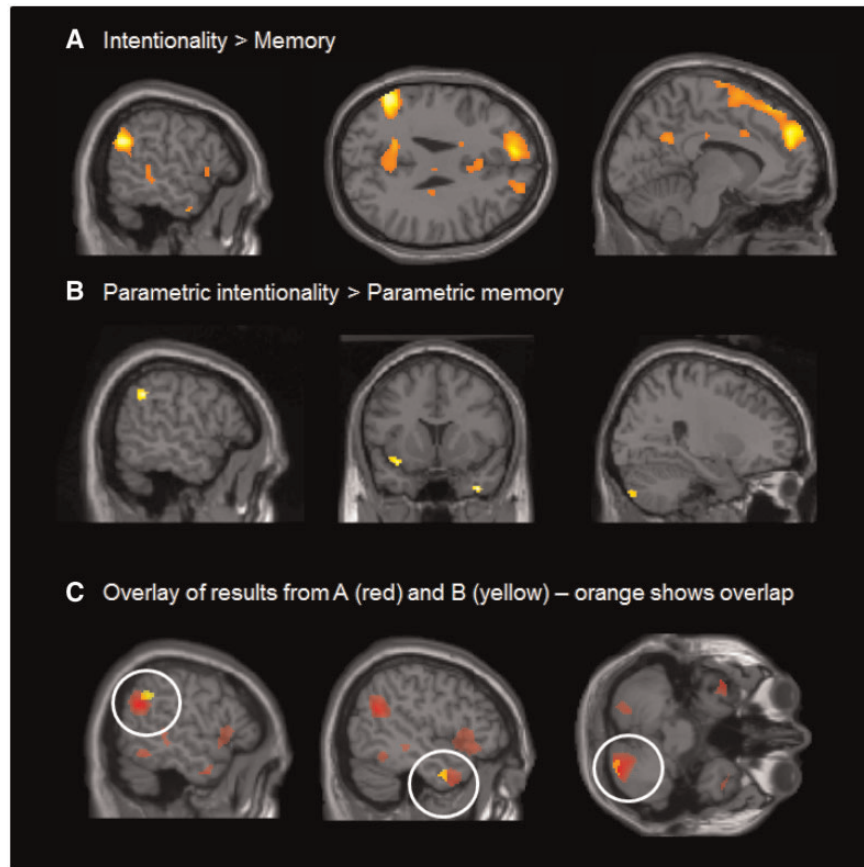 A Intentionality > Memory
B Parametric intentionality > Parametric memory
C Overlay of results from A (red) and B (yellow) – orange shows overlap